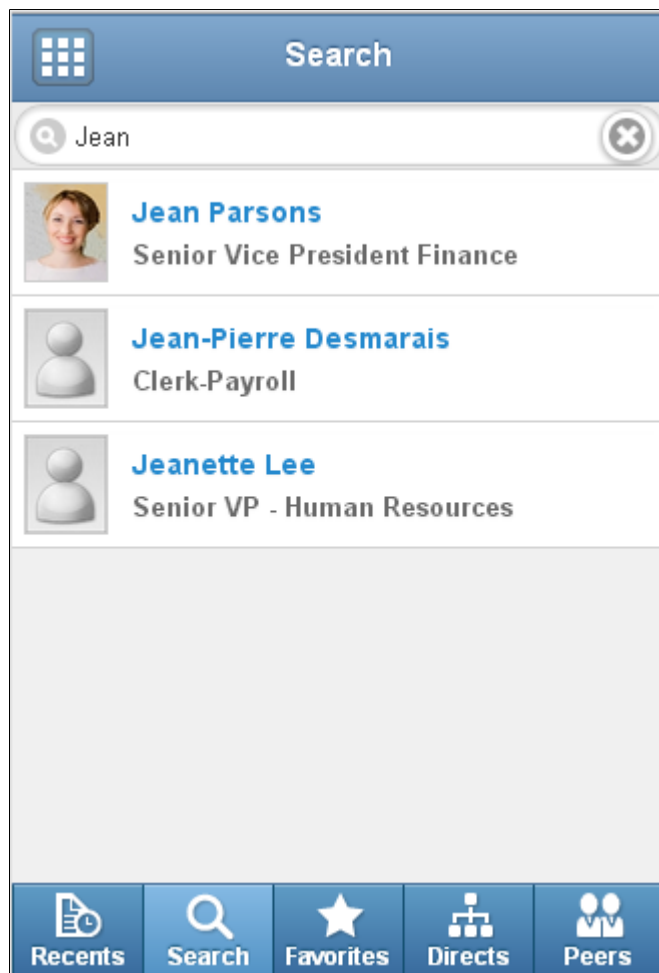 Search
Jean
Jean Parsons
Senior Vice President Finance
Jean-Pierre Desmarais
Clerk-Payroll
Jeanette Lee
Senior VP - Human Resources
Recents Search Favorites Directs Peers